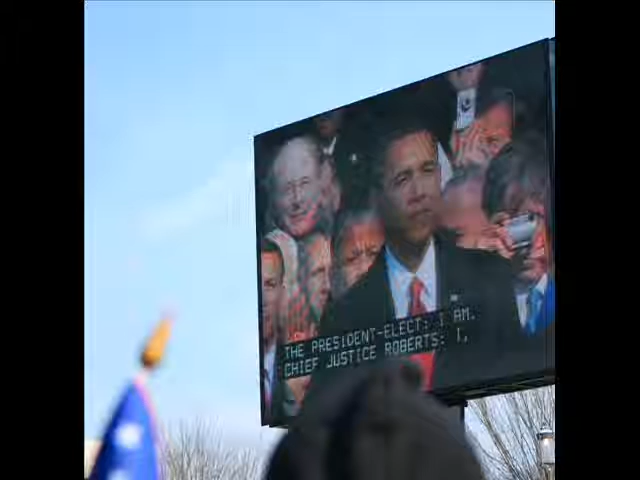 THE PRESIDENT-ELECT: I AM.
CHIEF JUSTICE ROBERTS: I,